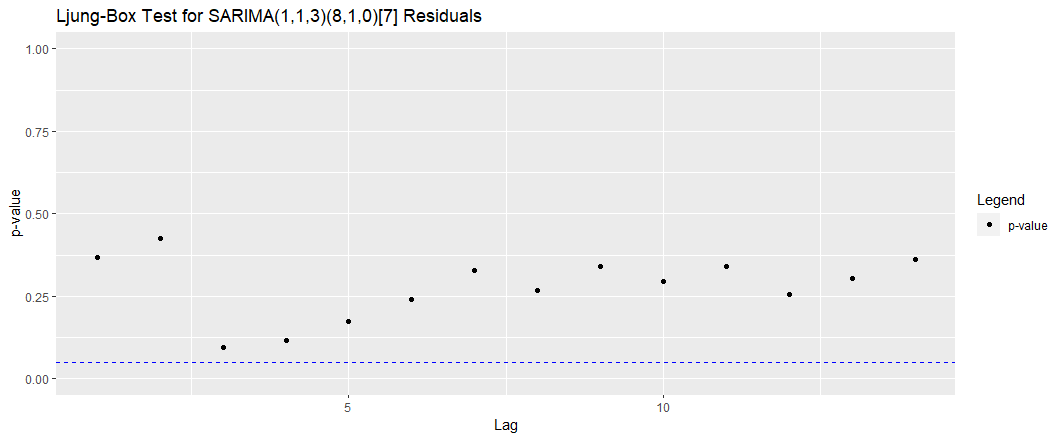 Ljung-Box Test for SARIMA(1,1,3)(8,1,0)[7] Residuals
1.00
0.75
0.50
0.25
0.00
p-value
5
10
Lag
Legend
p-value